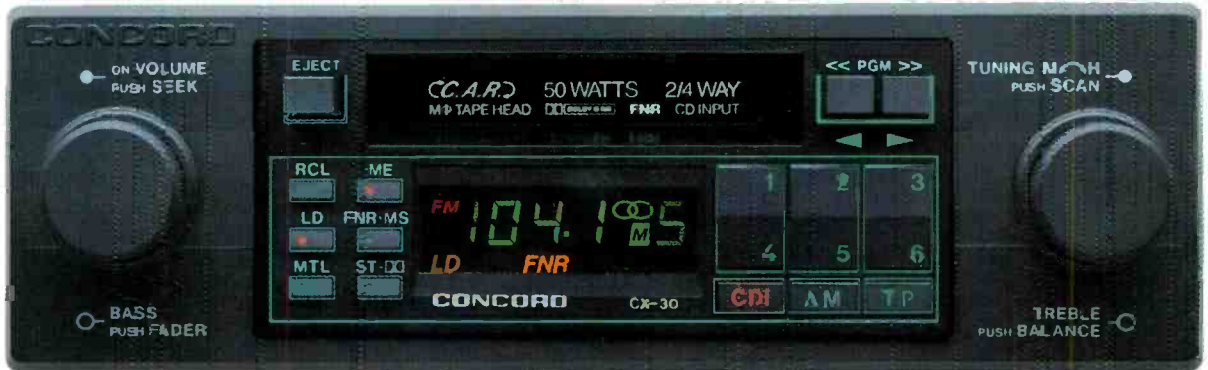 CONCORD
ON VOLUME
PUSH SEEK
EJECT
C.A.R. 50 WATTS 2/4 WAY
TAPE HEAD FNR CD INPUT
<< PGM >>
TUNING
PUSH SCAN
RCL ME
LD FNR·MS
MTL ST·
FM 104.1 M 5
LD FNR
CONCORD CX-30
1 2 3
4 5 6
CDI AM TP
BASS
PUSH FADER
TREBLE
PUSH BALANCE